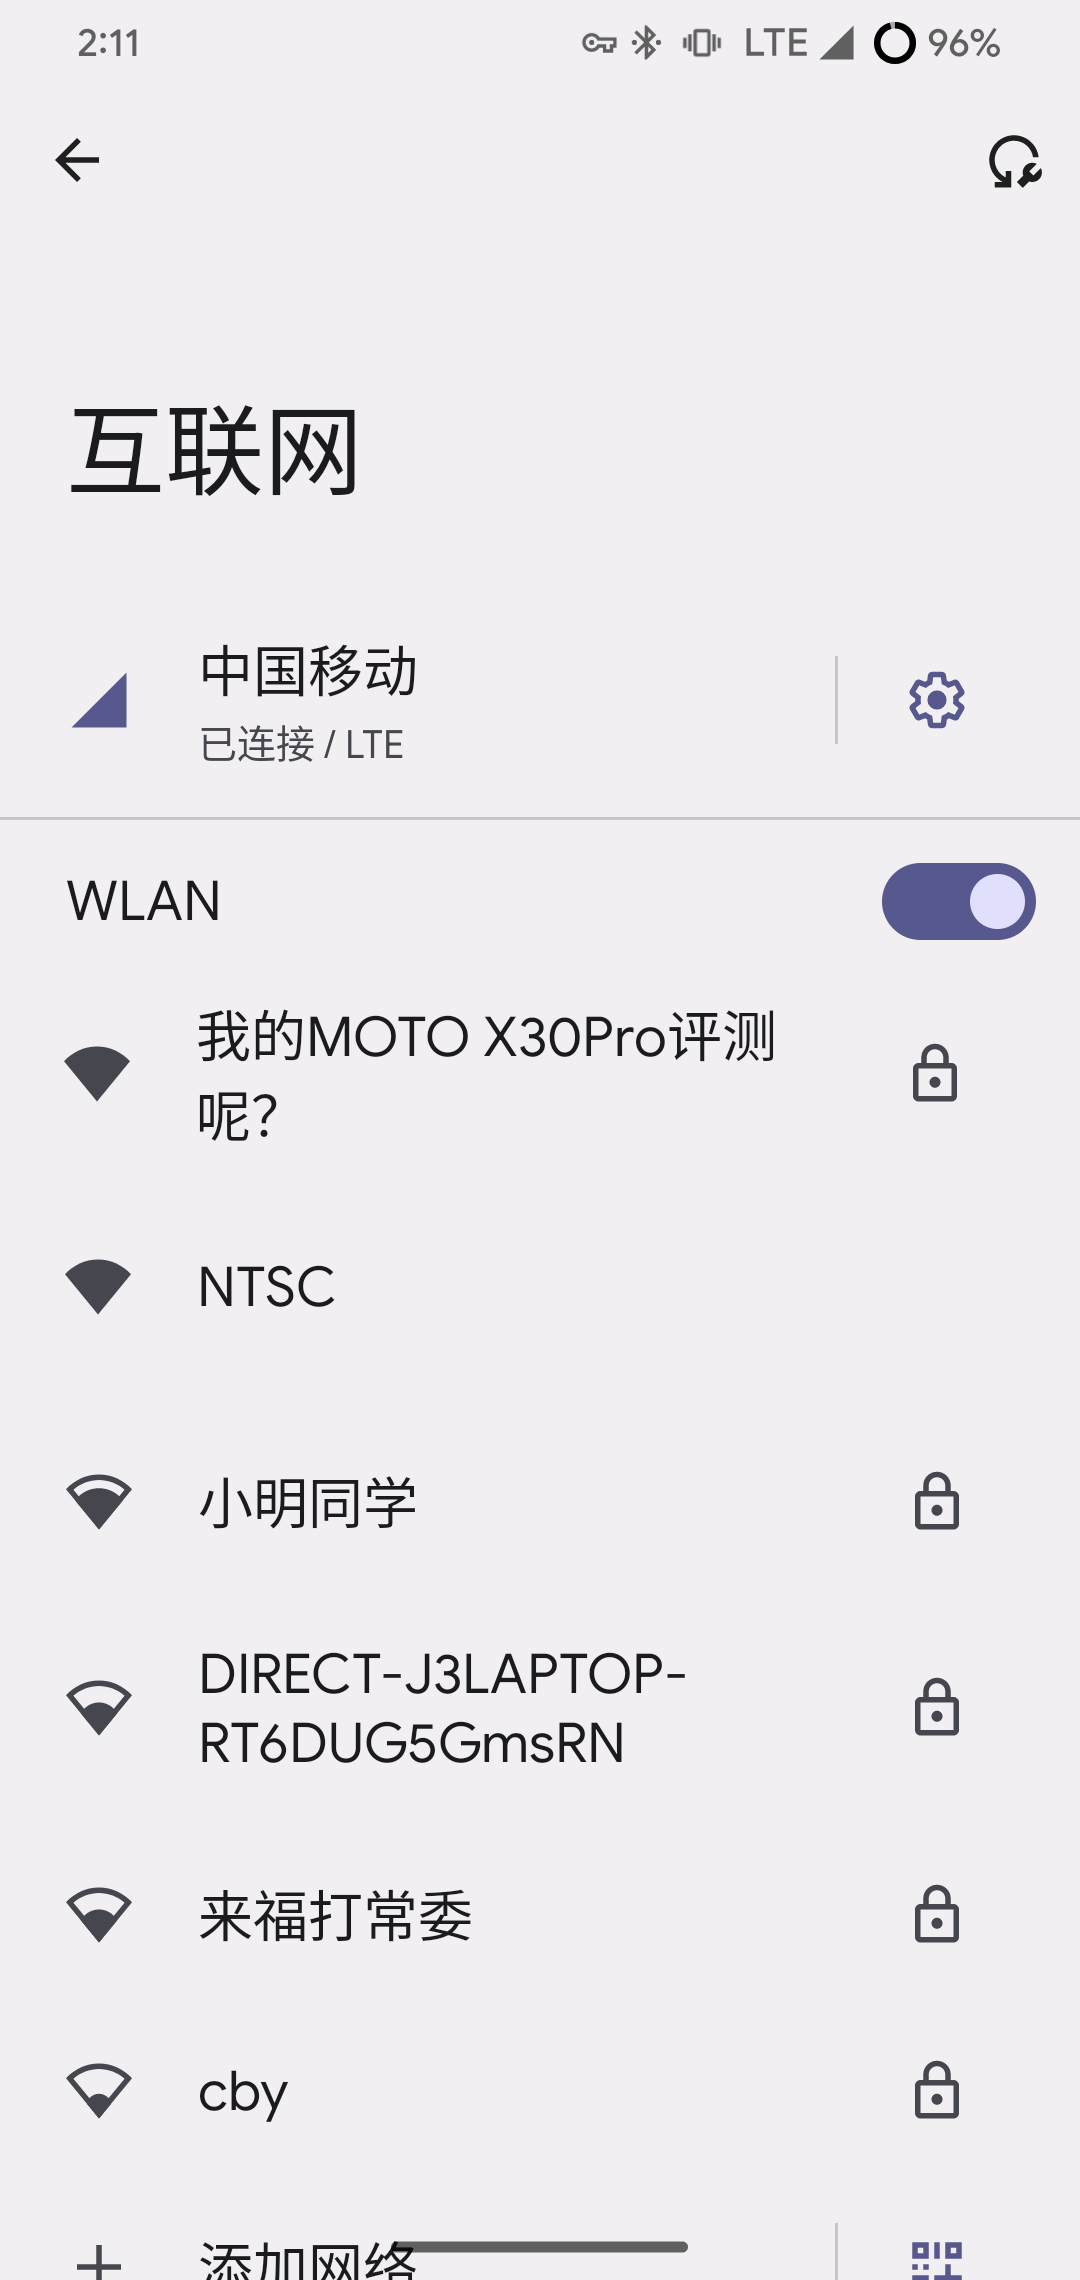 2:11 LTE 96%
互联网
中国移动
已连接 / LTE
WLAN
我的MOTO X30Pro评测
呢？
NTSC
小明同学
DIRECT-J3LAPTOP-
RT6DUG5GmsRN
来福打常委
cby
添加网络